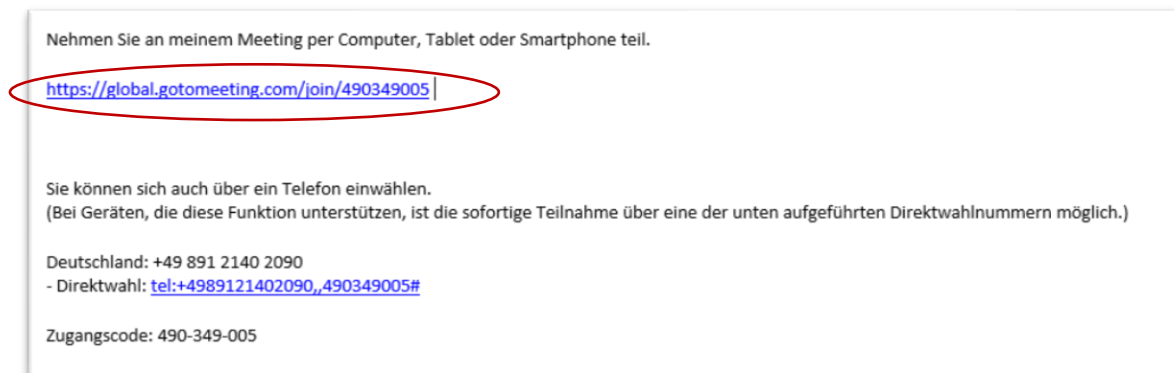 Nehmen Sie an meinem Meeting per Computer, Tablet oder Smartphone teil.
https://global.gotomeeting.com/join/490349005
Sie können sich auch über ein Telefon einwählen.
(Bei Geräten, die diese Funktion unterstützen, ist die sofortige Teilnahme über eine der unten aufgeführten Direktwahlnummern möglich.)
Deutschland: +49 891 2140 2090
- Direktwahl: tel:+4989121402090,,490349005#
Zugangscode: 490-349-005